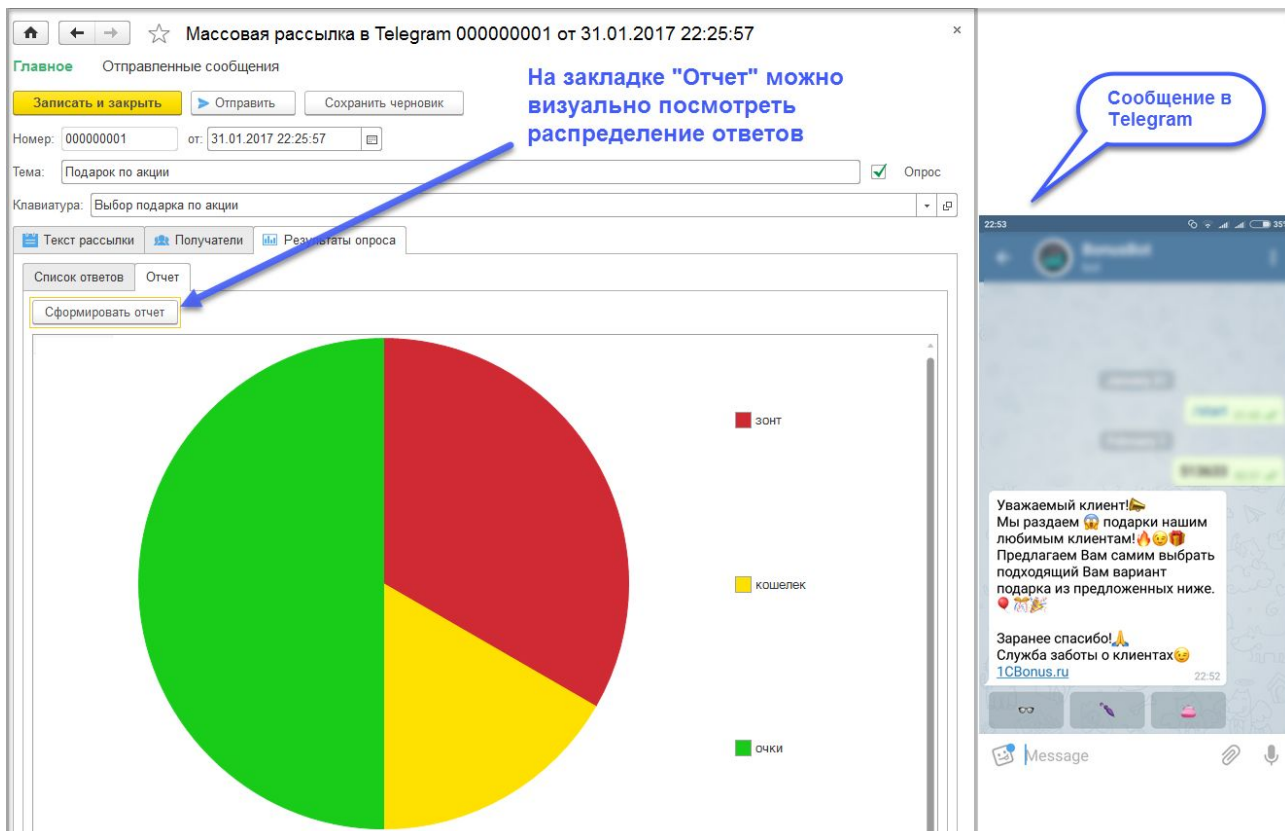 Массовая рассылка в Telegram 000000001 от 31.01.2017 22:25:57
Главное Отправленные сообщения
На закладке "Отчет" можно
визуально посмотреть
распределение ответов
Записать и закрыть Отправить Сохранить черновик
Номер: 000000001 от: 31.01.2017 22:25:57
Тема: Подарок по акции Опрос
Клавиатура: Выбор подарка по акции
Текст рассылки Получатели Результаты опроса
Список ответов Отчет
Сформировать отчет
зонт
кошелек
очки
Сообщение в
Telegram
22:53 35%
BonusBot
bot
Уважаемый клиент!
Мы раздаем 😱 подарки нашим
любимым клиентам!🔥😉🎁
Предлагаем Вам самим выбрать
подходящий Вам вариант
подарка из предложенных ниже.
🎈🎊🎉
Заранее спасибо!🙏
Служба заботы о клиентах😉
1CBonus.ru 22:52
Message